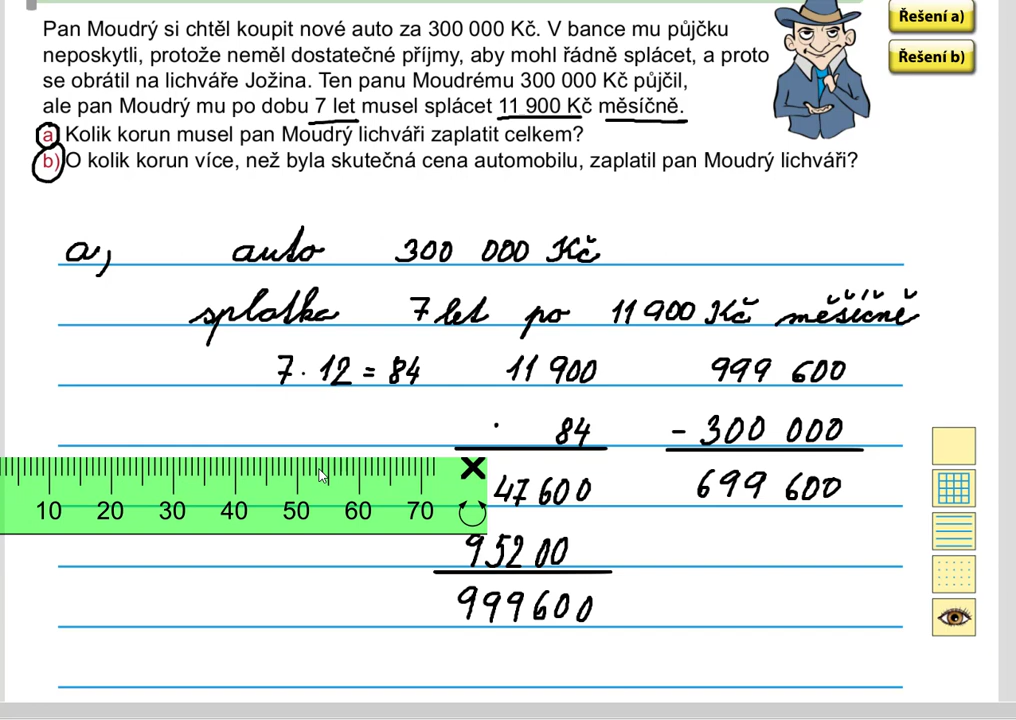 Pan Moudrý si chtěl koupit nové auto za 300 000 Kč. V bance mu půjčku
neposkytli, protože neměl dostatečné příjmy, aby mohl řádně splácet, a proto
se obrátil na lichváře Jožina. Ten panu Moudrému 300 000 Kč půjčil,
ale pan Moudrý mu po dobu 7 let musel splácet 11 900 Kč měsíčně.
a) Kolik korun musel pan Moudrý lichváři zaplatit celkem?
b) O kolik korun více, než byla skutečná cena automobilu, zaplatil pan Moudrý lichváři?
Řešení a)
Řešení b)
a, auto 300 000 Kč
splatka 7 let po 11 900 Kč měšíčně
7 · 12 = 84 11 900 999 600
· 84 - 300 000
47 600 699 600
10 20 30 40 50 60 70
952 00
999600